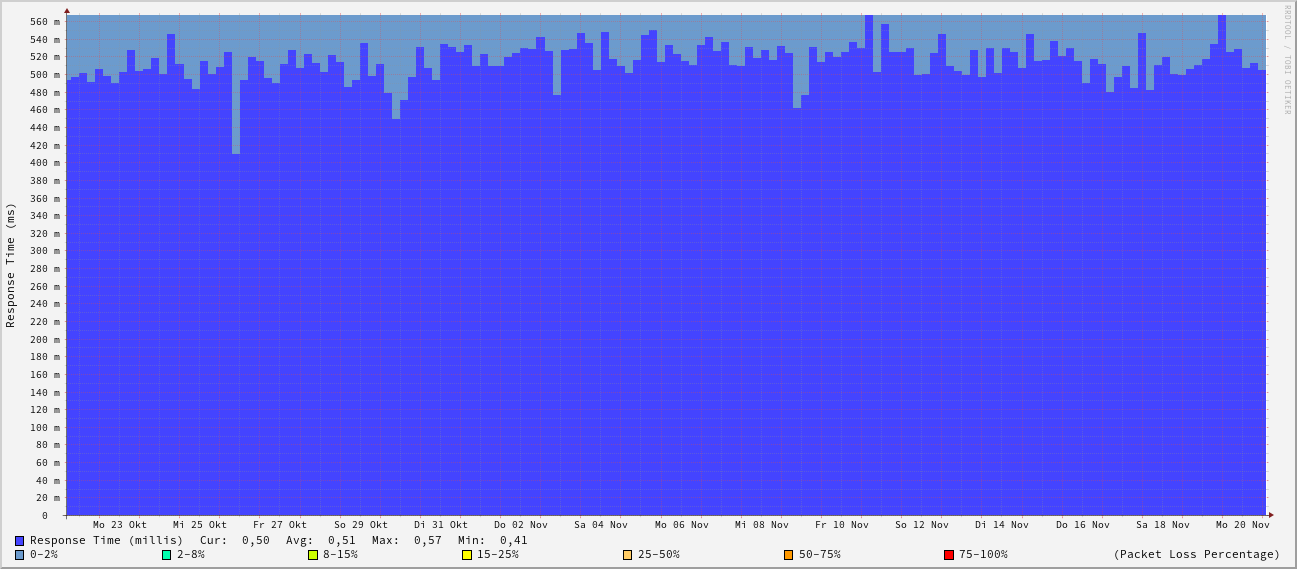 RRDTOOL / TOBI OETIKER
Response Time (ms)
560 m
540 m
520 m
500 m
480 m
460 m
440 m
420 m
400 m
380 m
360 m
340 m
320 m
300 m
280 m
260 m
240 m
220 m
200 m
180 m
160 m
140 m
120 m
100 m
80 m
60 m
40 m
20 m
0
Mo 23 Okt Mi 25 Okt Fr 27 Okt So 29 Okt Di 31 Okt Do 02 Nov Sa 04 Nov Mo 06 Nov Mi 08 Nov Fr 10 Nov So 12 Nov Di 14 Nov Do 16 Nov Sa 18 Nov Mo 20 Nov
Response Time (millis) Cur: 0,50 Avg: 0,51 Max: 0,57 Min: 0,41
0-2% 2-8% 8-15% 15-25% 25-50% 50-75% 75-100% (Packet Loss Percentage)